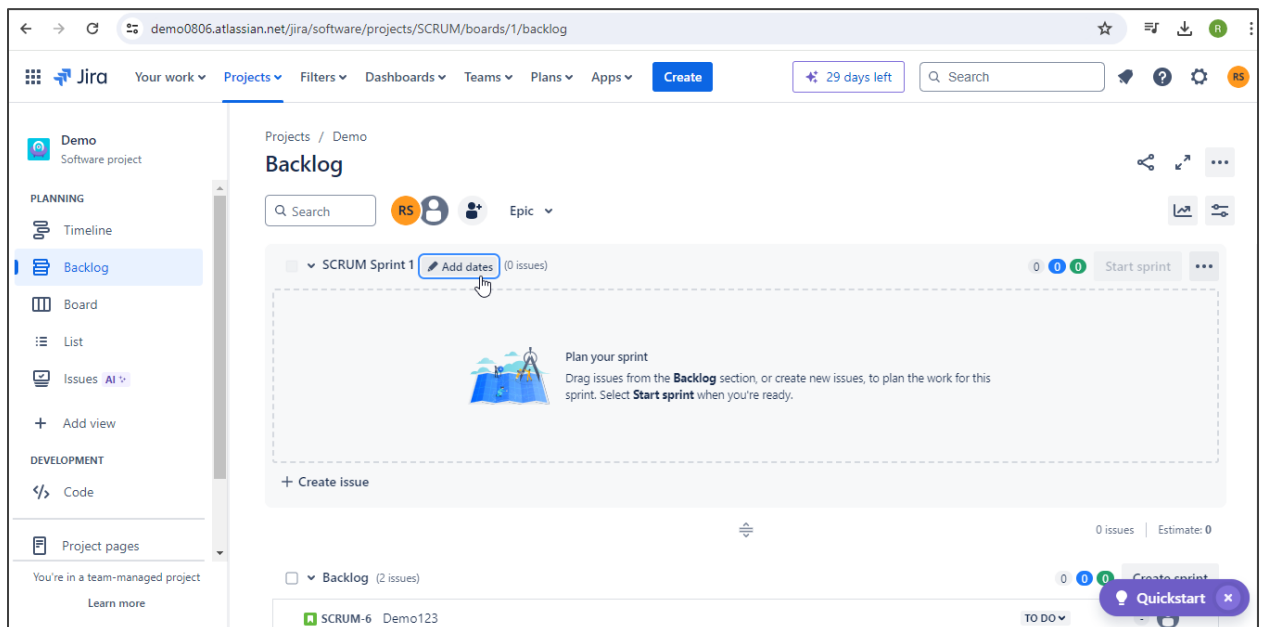 demo0806.atlassian.net/jira/software/projects/SCRUM/boards/1/backlog
R
Jira Your work Projects Filters Dashboards Teams Plans Apps Create 29 days left Search RS
Demo
Software project
PLANNING
Timeline
Backlog
Board
List
Issues AI
Add view
DEVELOPMENT
Code
Project pages
You're in a team-managed project
Learn more
Projects / Demo
Backlog
Search RS Epic
SCRUM Sprint 1 Add dates (0 issues) 0 0 0 Start sprint
Plan your sprint
Drag issues from the Backlog section, or create new issues, to plan the work for this
sprint. Select Start sprint when you're ready.
+ Create issue
0 issues Estimate: 0
Backlog (2 issues) 0 0 0 Create sprint
Quickstart
SCRUM-6 Demo123 TO DO -